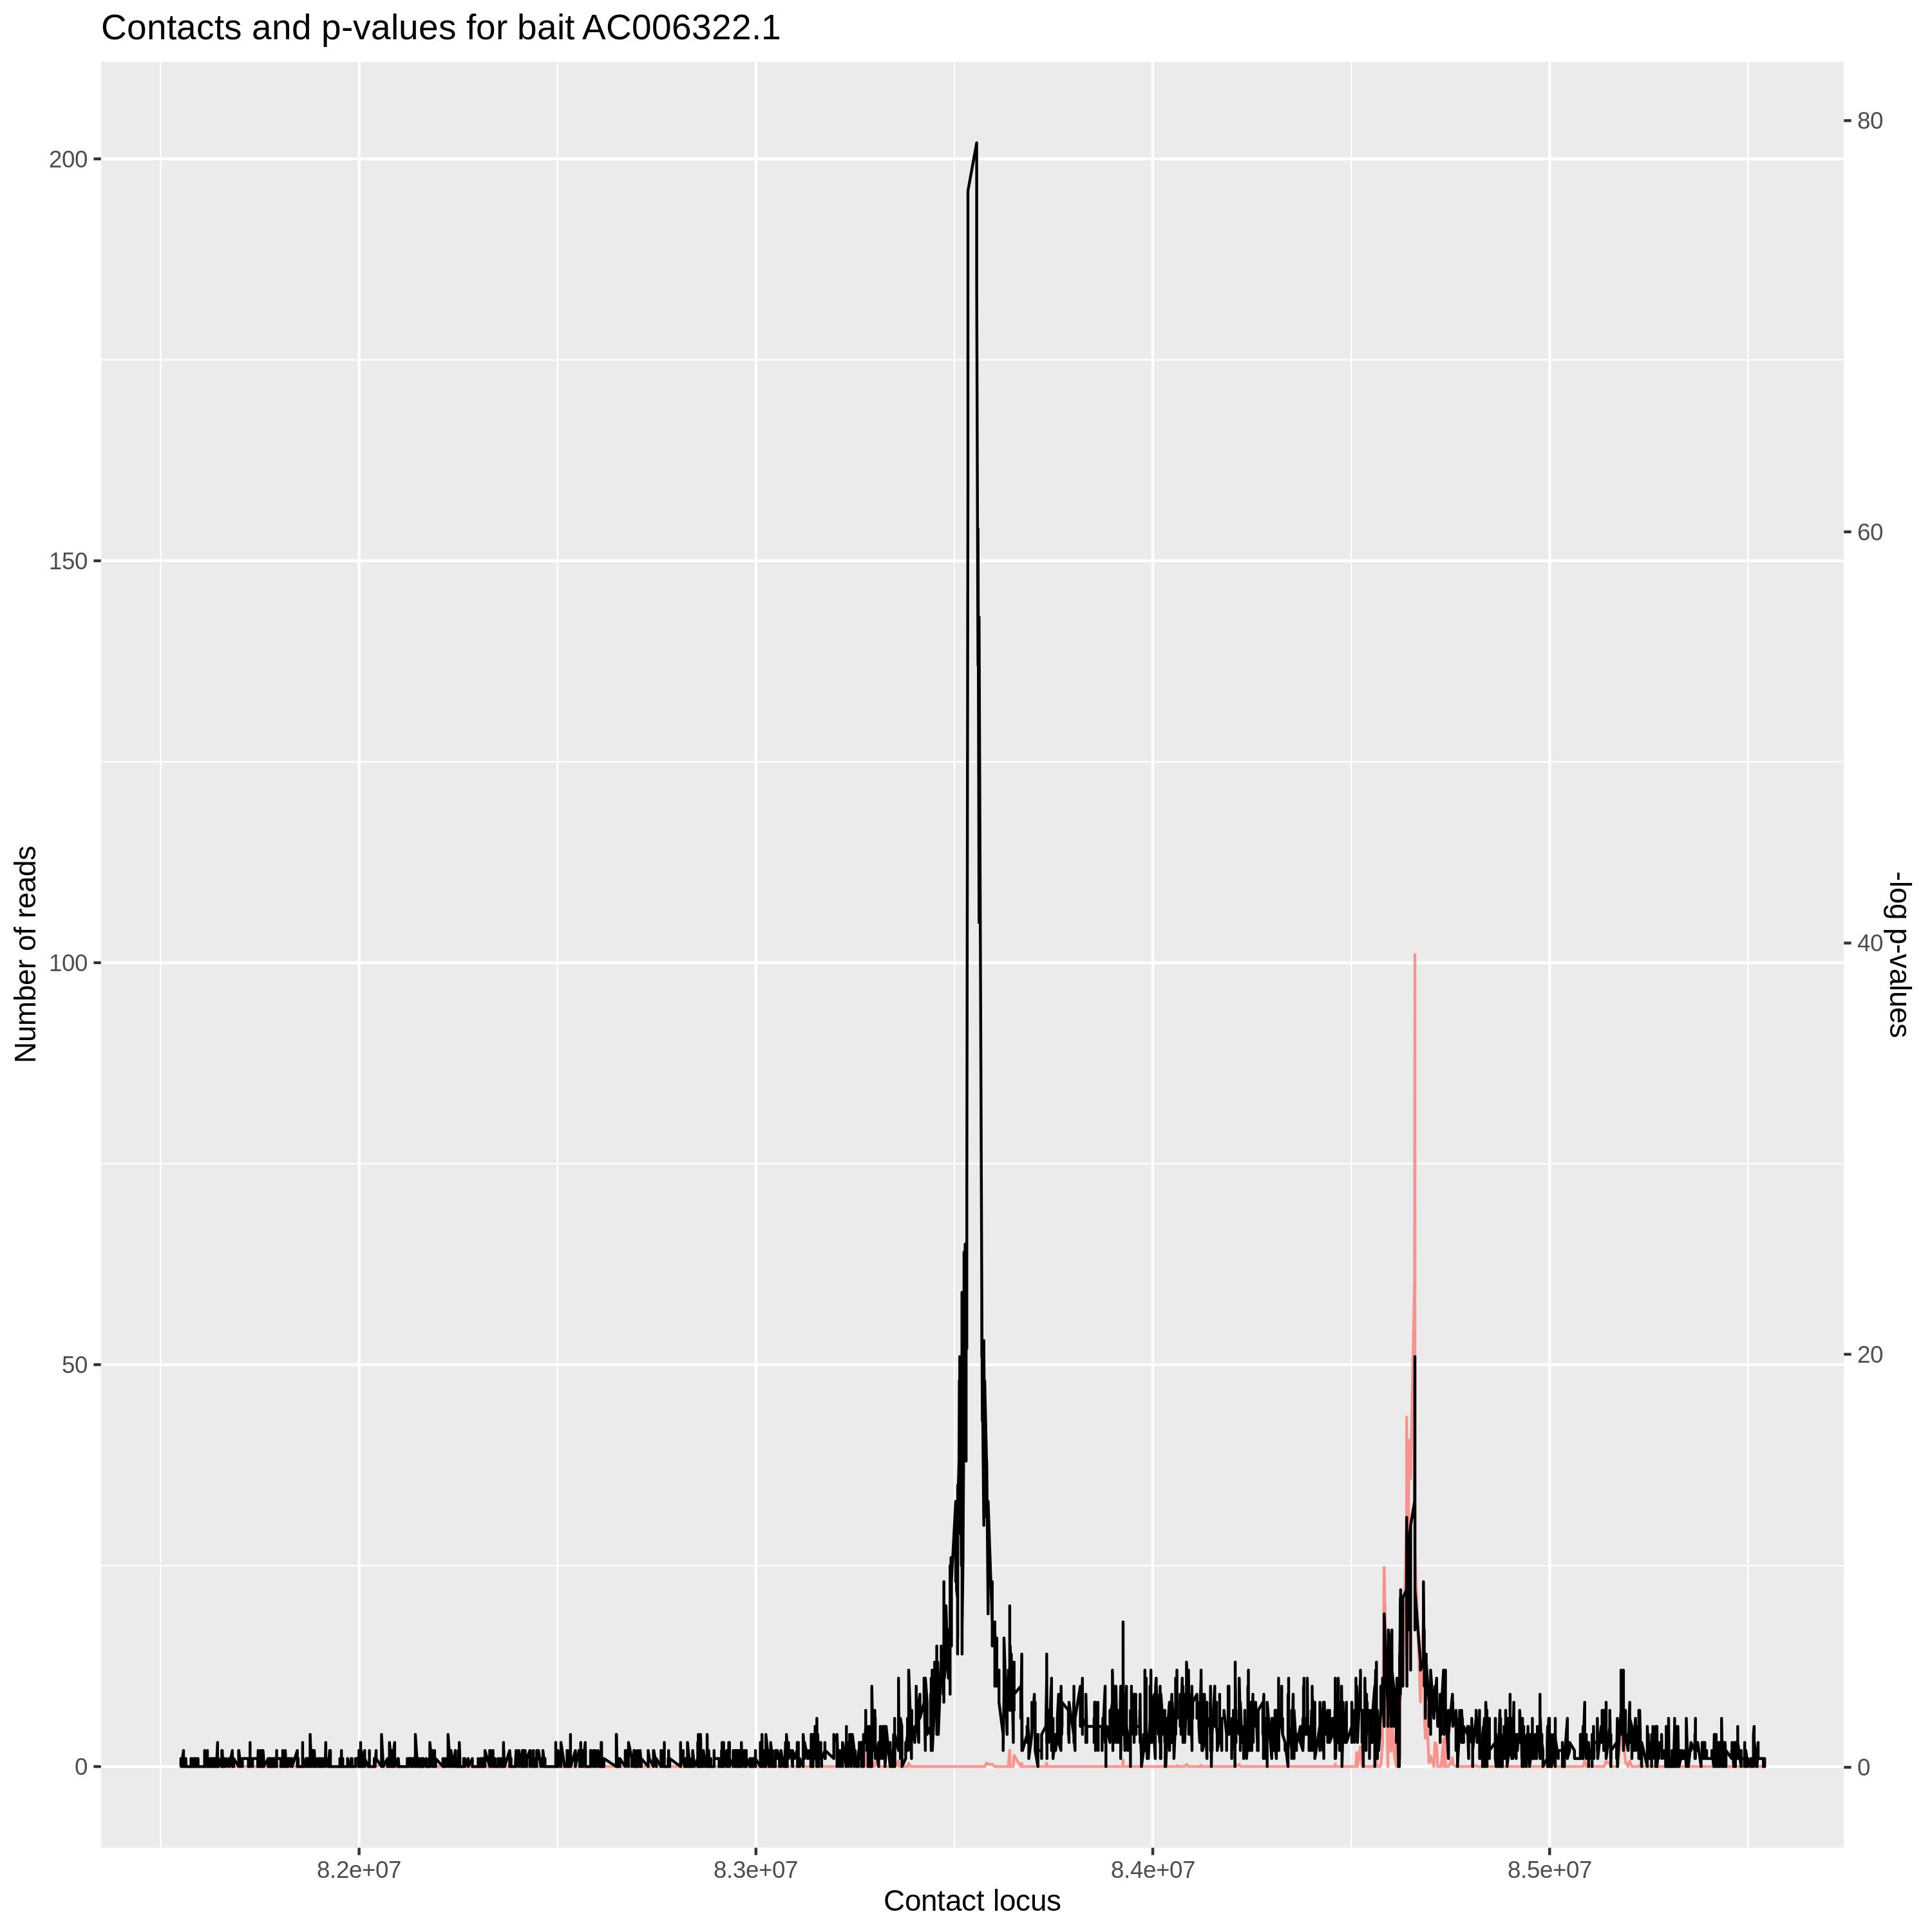 Contacts and p-values for bait AC006322.1
Number of reads
200
150
100
50
0
80
60
40
20
0
-log p-values
8.2e+07
8.3e+07
8.4e+07
8.5e+07
Contact locus